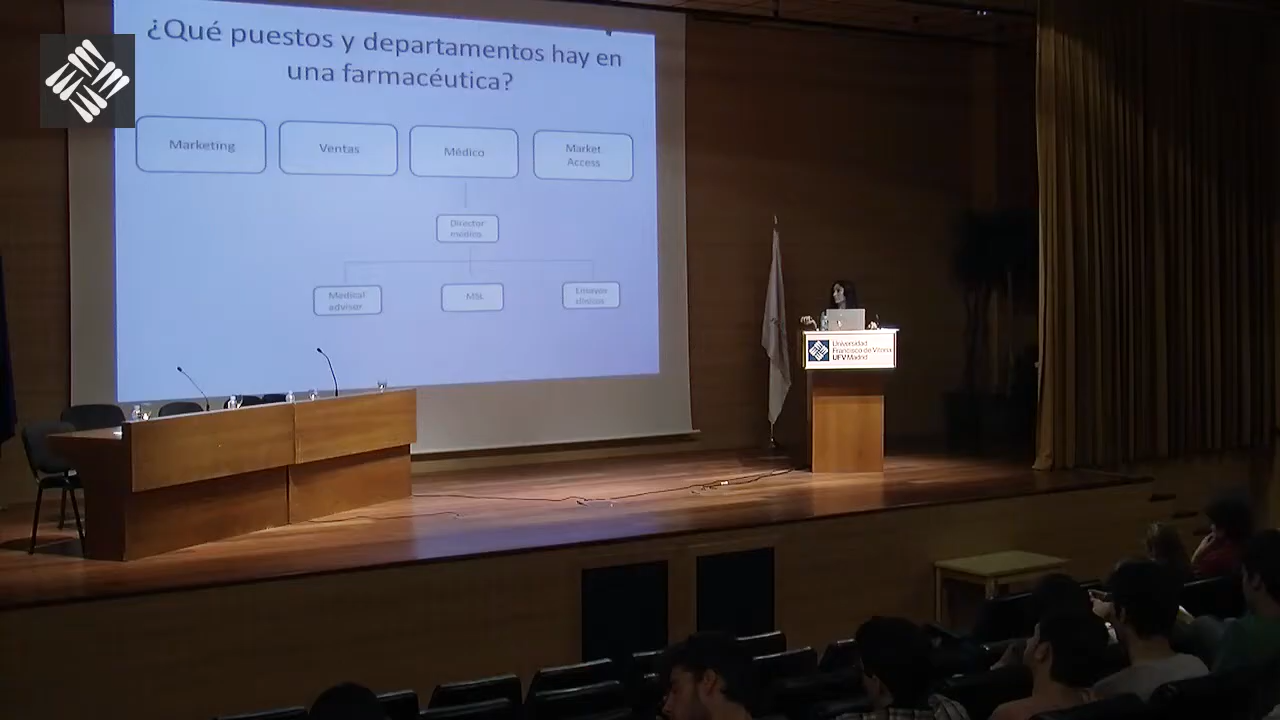 ¿Qué puestos y departamentos hay en
una farmacéutica?
Marketing
Ventas
Médico
Market
Access
Director
médico
Medical
advisor
MSL
Ensayos
clínicos
Universidad
Francisco de Vitoria
UFV Madrid